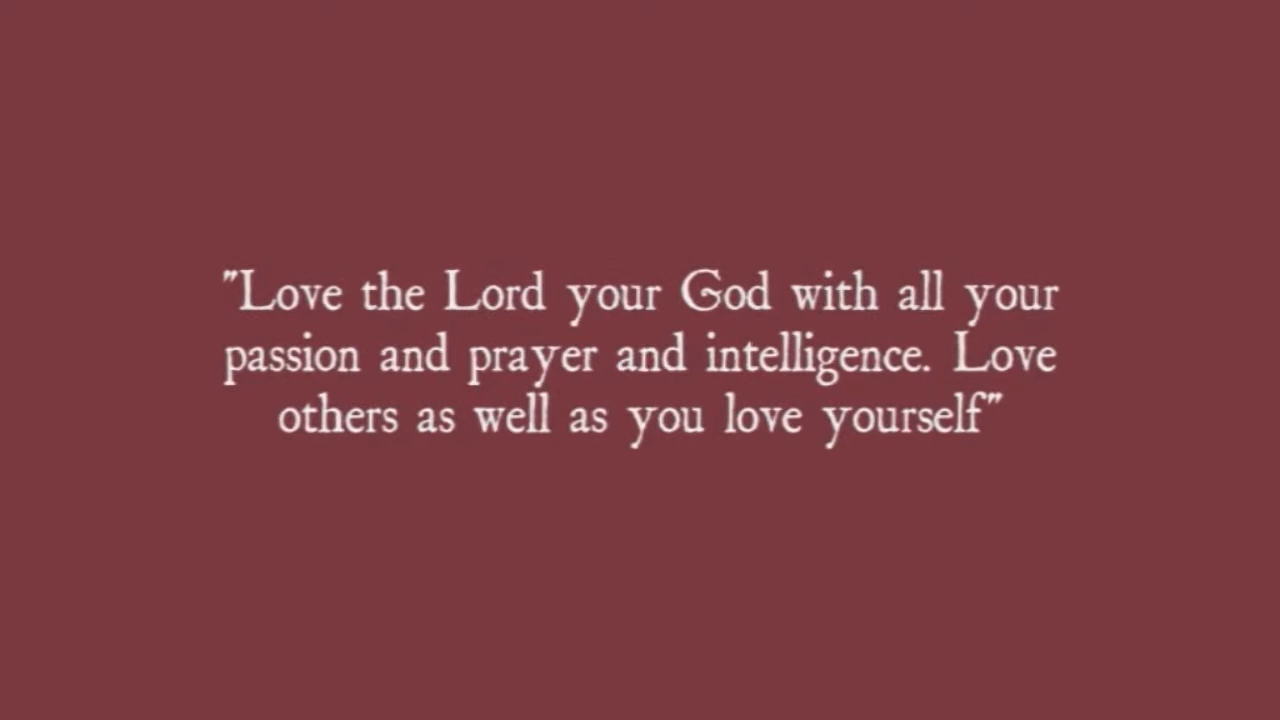 "Love the Lord your God with all your
passion and prayer and intelligence. Love
others as well as you love yourself"